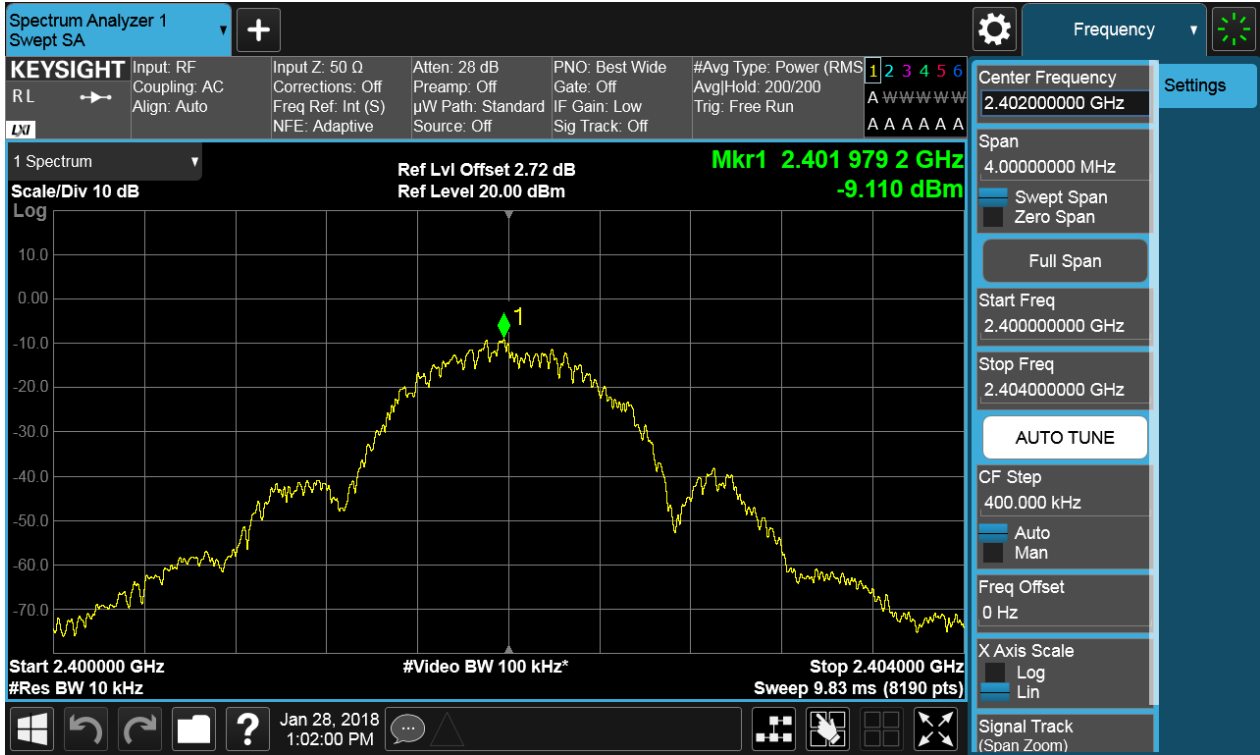 Spectrum Analyzer 1
Swept SA
+
Frequency
KEYSIGHT
RL
LXI
Input: RF
Coupling: AC
Align: Auto
Input Z: 50 Ω
Corrections: Off
Freq Ref: Int (S)
NFE: Adaptive
Atten: 28 dB
Preamp: Off
µW Path: Standard
Source: Off
PNO: Best Wide
Gate: Off
IF Gain: Low
Sig Track: Off
#Avg Type: Power (RMS
Avg|Hold: 200/200
Trig: Free Run
1 2 3 4 5 6
A W W W W W
A A A A A A
1 Spectrum
Scale/Div 10 dB
Log
Ref Lvl Offset 2.72 dB
Ref Level 20.00 dBm
Mkr1 2.401 979 2 GHz
-9.110 dBm
1
10.0
0.00
-10.0
-20.0
-30.0
-40.0
-50.0
-60.0
-70.0
Start 2.400000 GHz
#Res BW 10 kHz
#Video BW 100 kHz*
Stop 2.404000 GHz
Sweep 9.83 ms (8190 pts)
Center Frequency
2.402000000 GHz
Span
4.00000000 MHz
Swept Span
Zero Span
Full Span
Start Freq
2.400000000 GHz
Stop Freq
2.404000000 GHz
AUTO TUNE
CF Step
400.000 kHz
Auto
Man
Freq Offset
0 Hz
X Axis Scale
Log
Lin
Signal Track
(Span Zoom)
Settings
?
Jan 28, 2018
1:02:00 PM